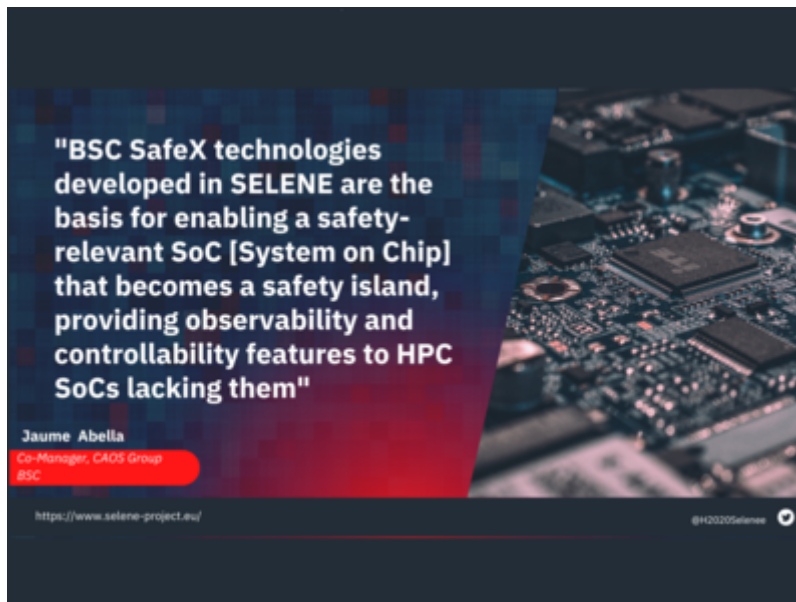 "BSC SafeX technologies
developed in SELENE are the
basis for enabling a safety-
relevant SoC [System on Chip]
that becomes a safety island,
providing observability and
controllability features to HPC
SoCs lacking them"
Jaume Abella
Co-Manager, CAOS Group
BSC
https://www.selene-project.eu/
@H2020Selenee